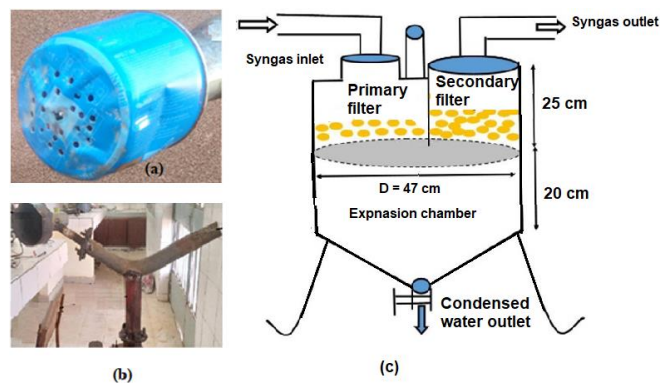 (a)
(b)
Syngas inlet
Syngas outlet
Primary
filter
Secondary
filter
25 cm
D = 47 cm
20 cm
Expnasion chamber
Condensed
water outlet
(c)